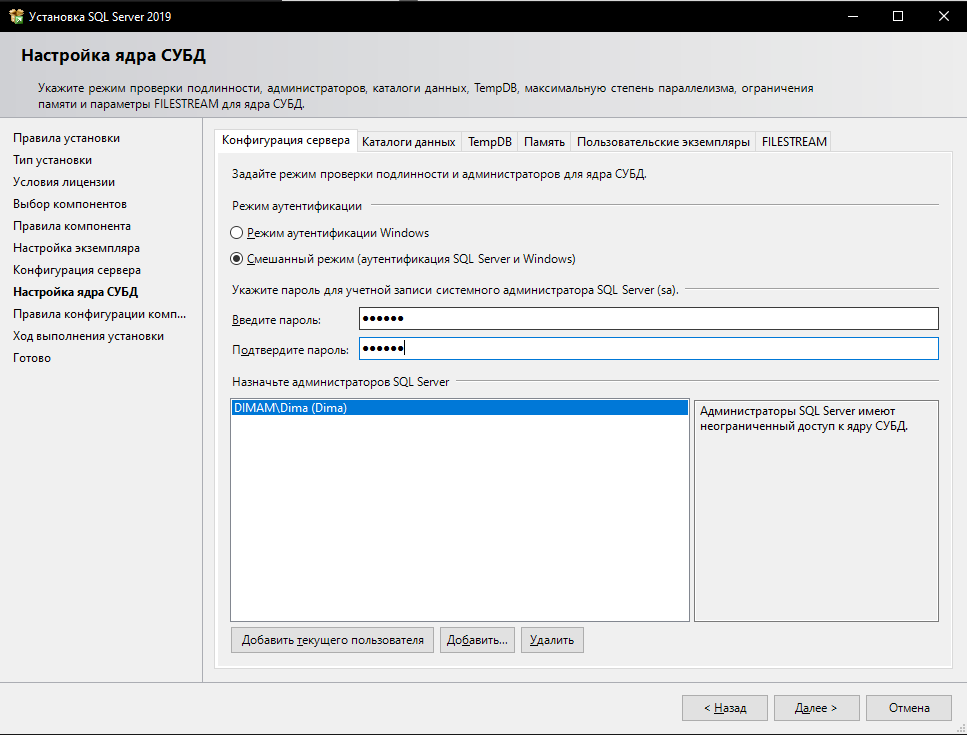 Установка SQL Server 2019
Настройка ядра СУБД
Укажите режим проверки подлинности, администраторов, каталоги данных, TempDB, максимальную степень параллелизма, ограничения
памяти и параметры FILESTREAM для ядра СУБД.
Правила установки
Тип установки
Условия лицензии
Выбор компонентов
Правила компонента
Настройка экземпляра
Конфигурация сервера
Настройка ядра СУБД
Правила конфигурации комп...
Ход выполнения установки
Готово
Конфигурация сервера Каталоги данных TempDB Память Пользовательские экземпляры FILESTREAM
Задайте режим проверки подлинности и администраторов для ядра СУБД.
Режим аутентификации
Режим аутентификации Windows
Смешанный режим (аутентификация SQL Server и Windows)
Укажите пароль для учетной записи системного администратора SQL Server (sa).
Введите пароль: ●●●●●●
Подтвердите пароль: ●●●●●●
Назначьте администраторов SQL Server
DIMAM\Dima (Dima)
Администраторы SQL Server имеют
неограниченный доступ к ядру СУБД.
Добавить текущего пользователя Добавить... Удалить
< Назад Далее > Отмена